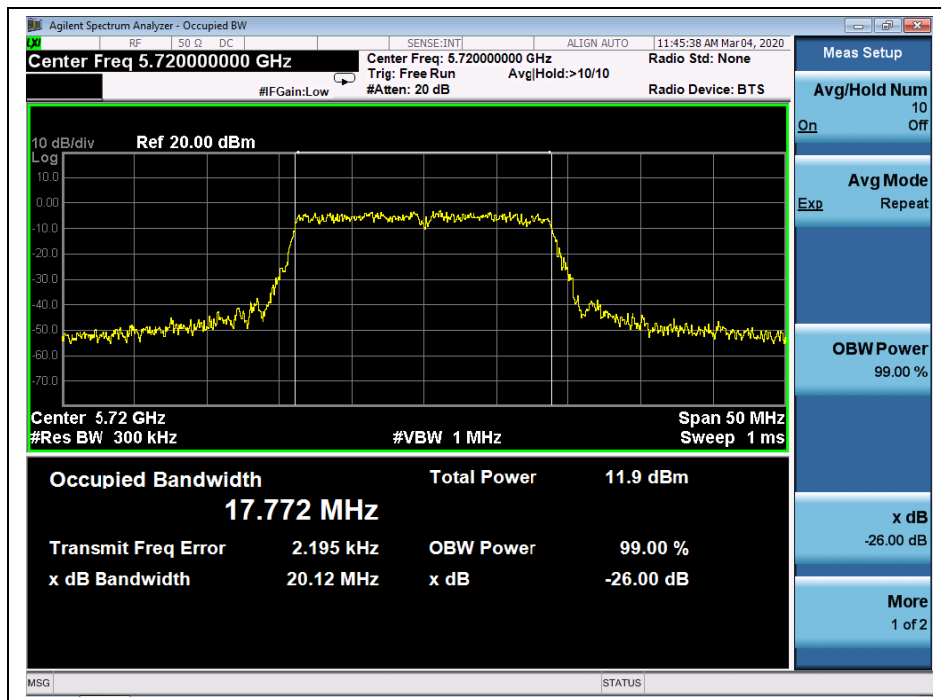 Agilent Spectrum Analyzer - Occupied BW
LXI RF 50 Ω DC SENSE:INT ALIGN AUTO 11:45:38 AM Mar 04, 2020
Center Freq 5.720000000 GHz
Center Freq: 5.720000000 GHz
Radio Std: None
Trig: Free Run Avg|Hold:>10/10
#IFGain:Low
#Atten: 20 dB
Radio Device: BTS
10 dB/div Ref 20.00 dBm
Log
10.0
0.00
-10.0
-20.0
-30.0
-40.0
-50.0
-60.0
-70.0
Center 5.72 GHz Span 50 MHz
#Res BW 300 kHz #VBW 1 MHz Sweep 1 ms
Occupied Bandwidth Total Power 11.9 dBm
17.772 MHz
Transmit Freq Error 2.195 kHz OBW Power 99.00 %
x dB Bandwidth 20.12 MHz x dB -26.00 dB
MSG STATUS
Meas Setup
Avg/Hold Num
10
On Off
Avg Mode
Exp Repeat
OBW Power
99.00 %
x dB
-26.00 dB
More
1 of 2